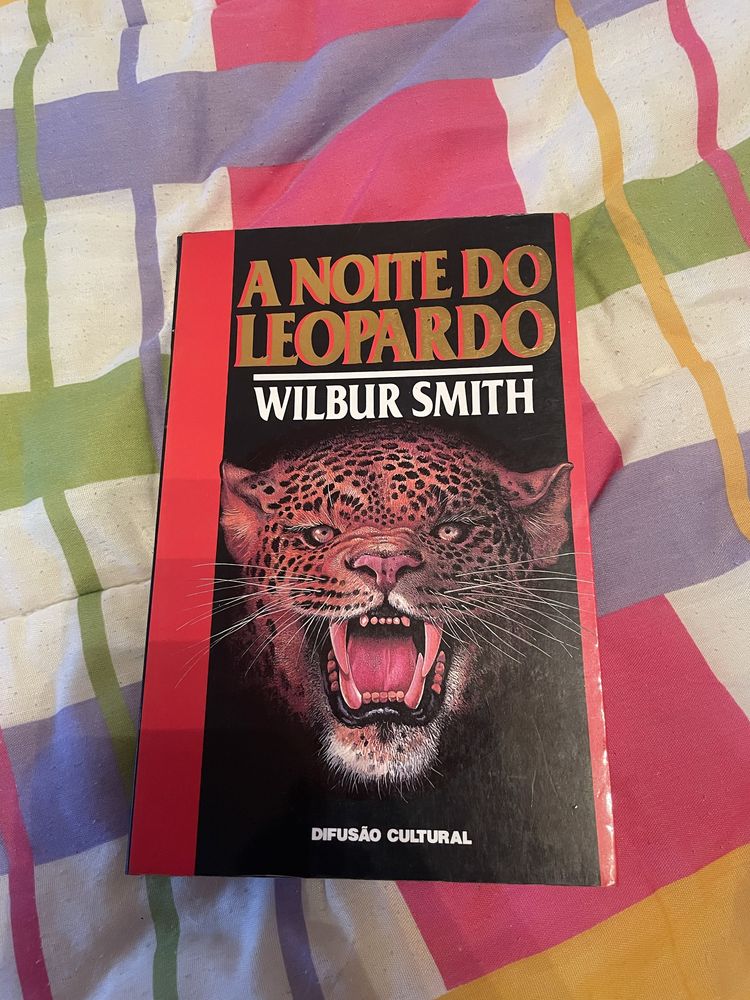 A NOITE DO
LEOPARDO
WILBUR SMITH
DIFUSÃO CULTURAL